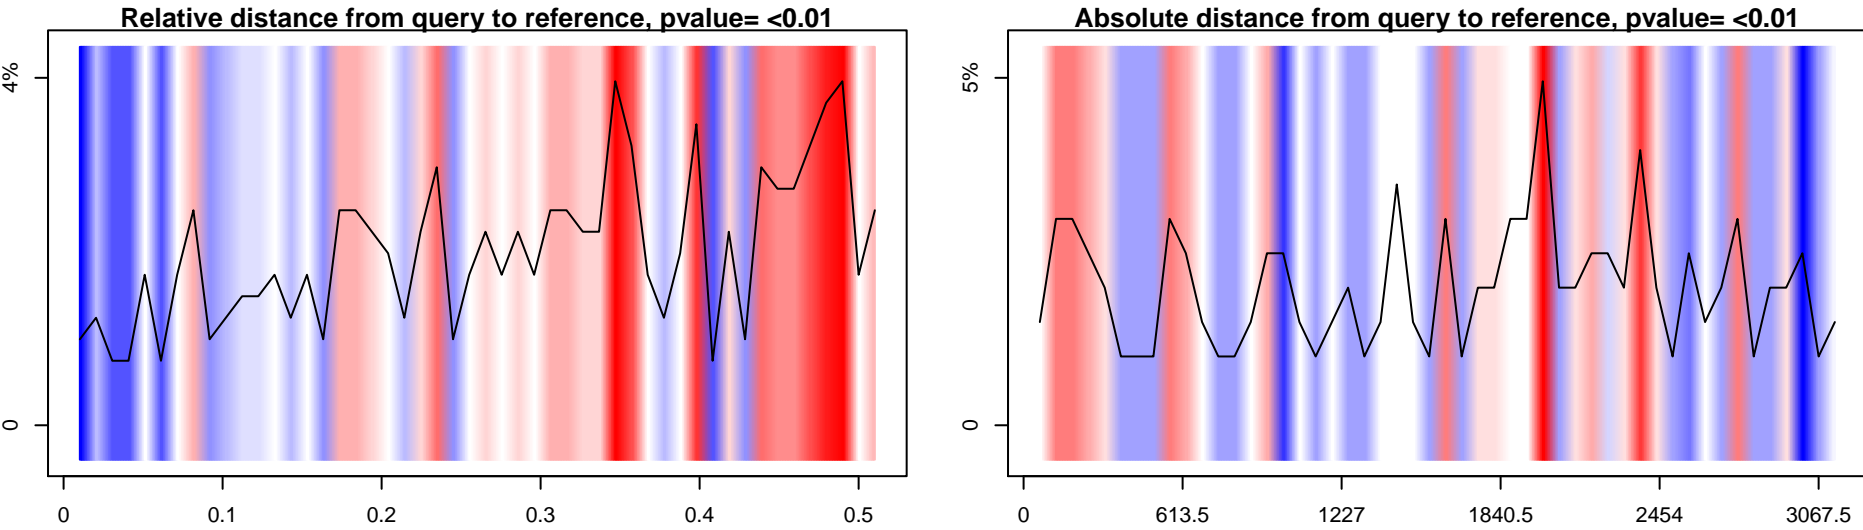 Relative distance from query to reference, pvalue= <0.01
4%
0
0 0.1 0.2 0.3 0.4 0.5
Absolute distance from query to reference, pvalue= <0.01
5%
0
0 613.5 1227 1840.5 2454 3067.5